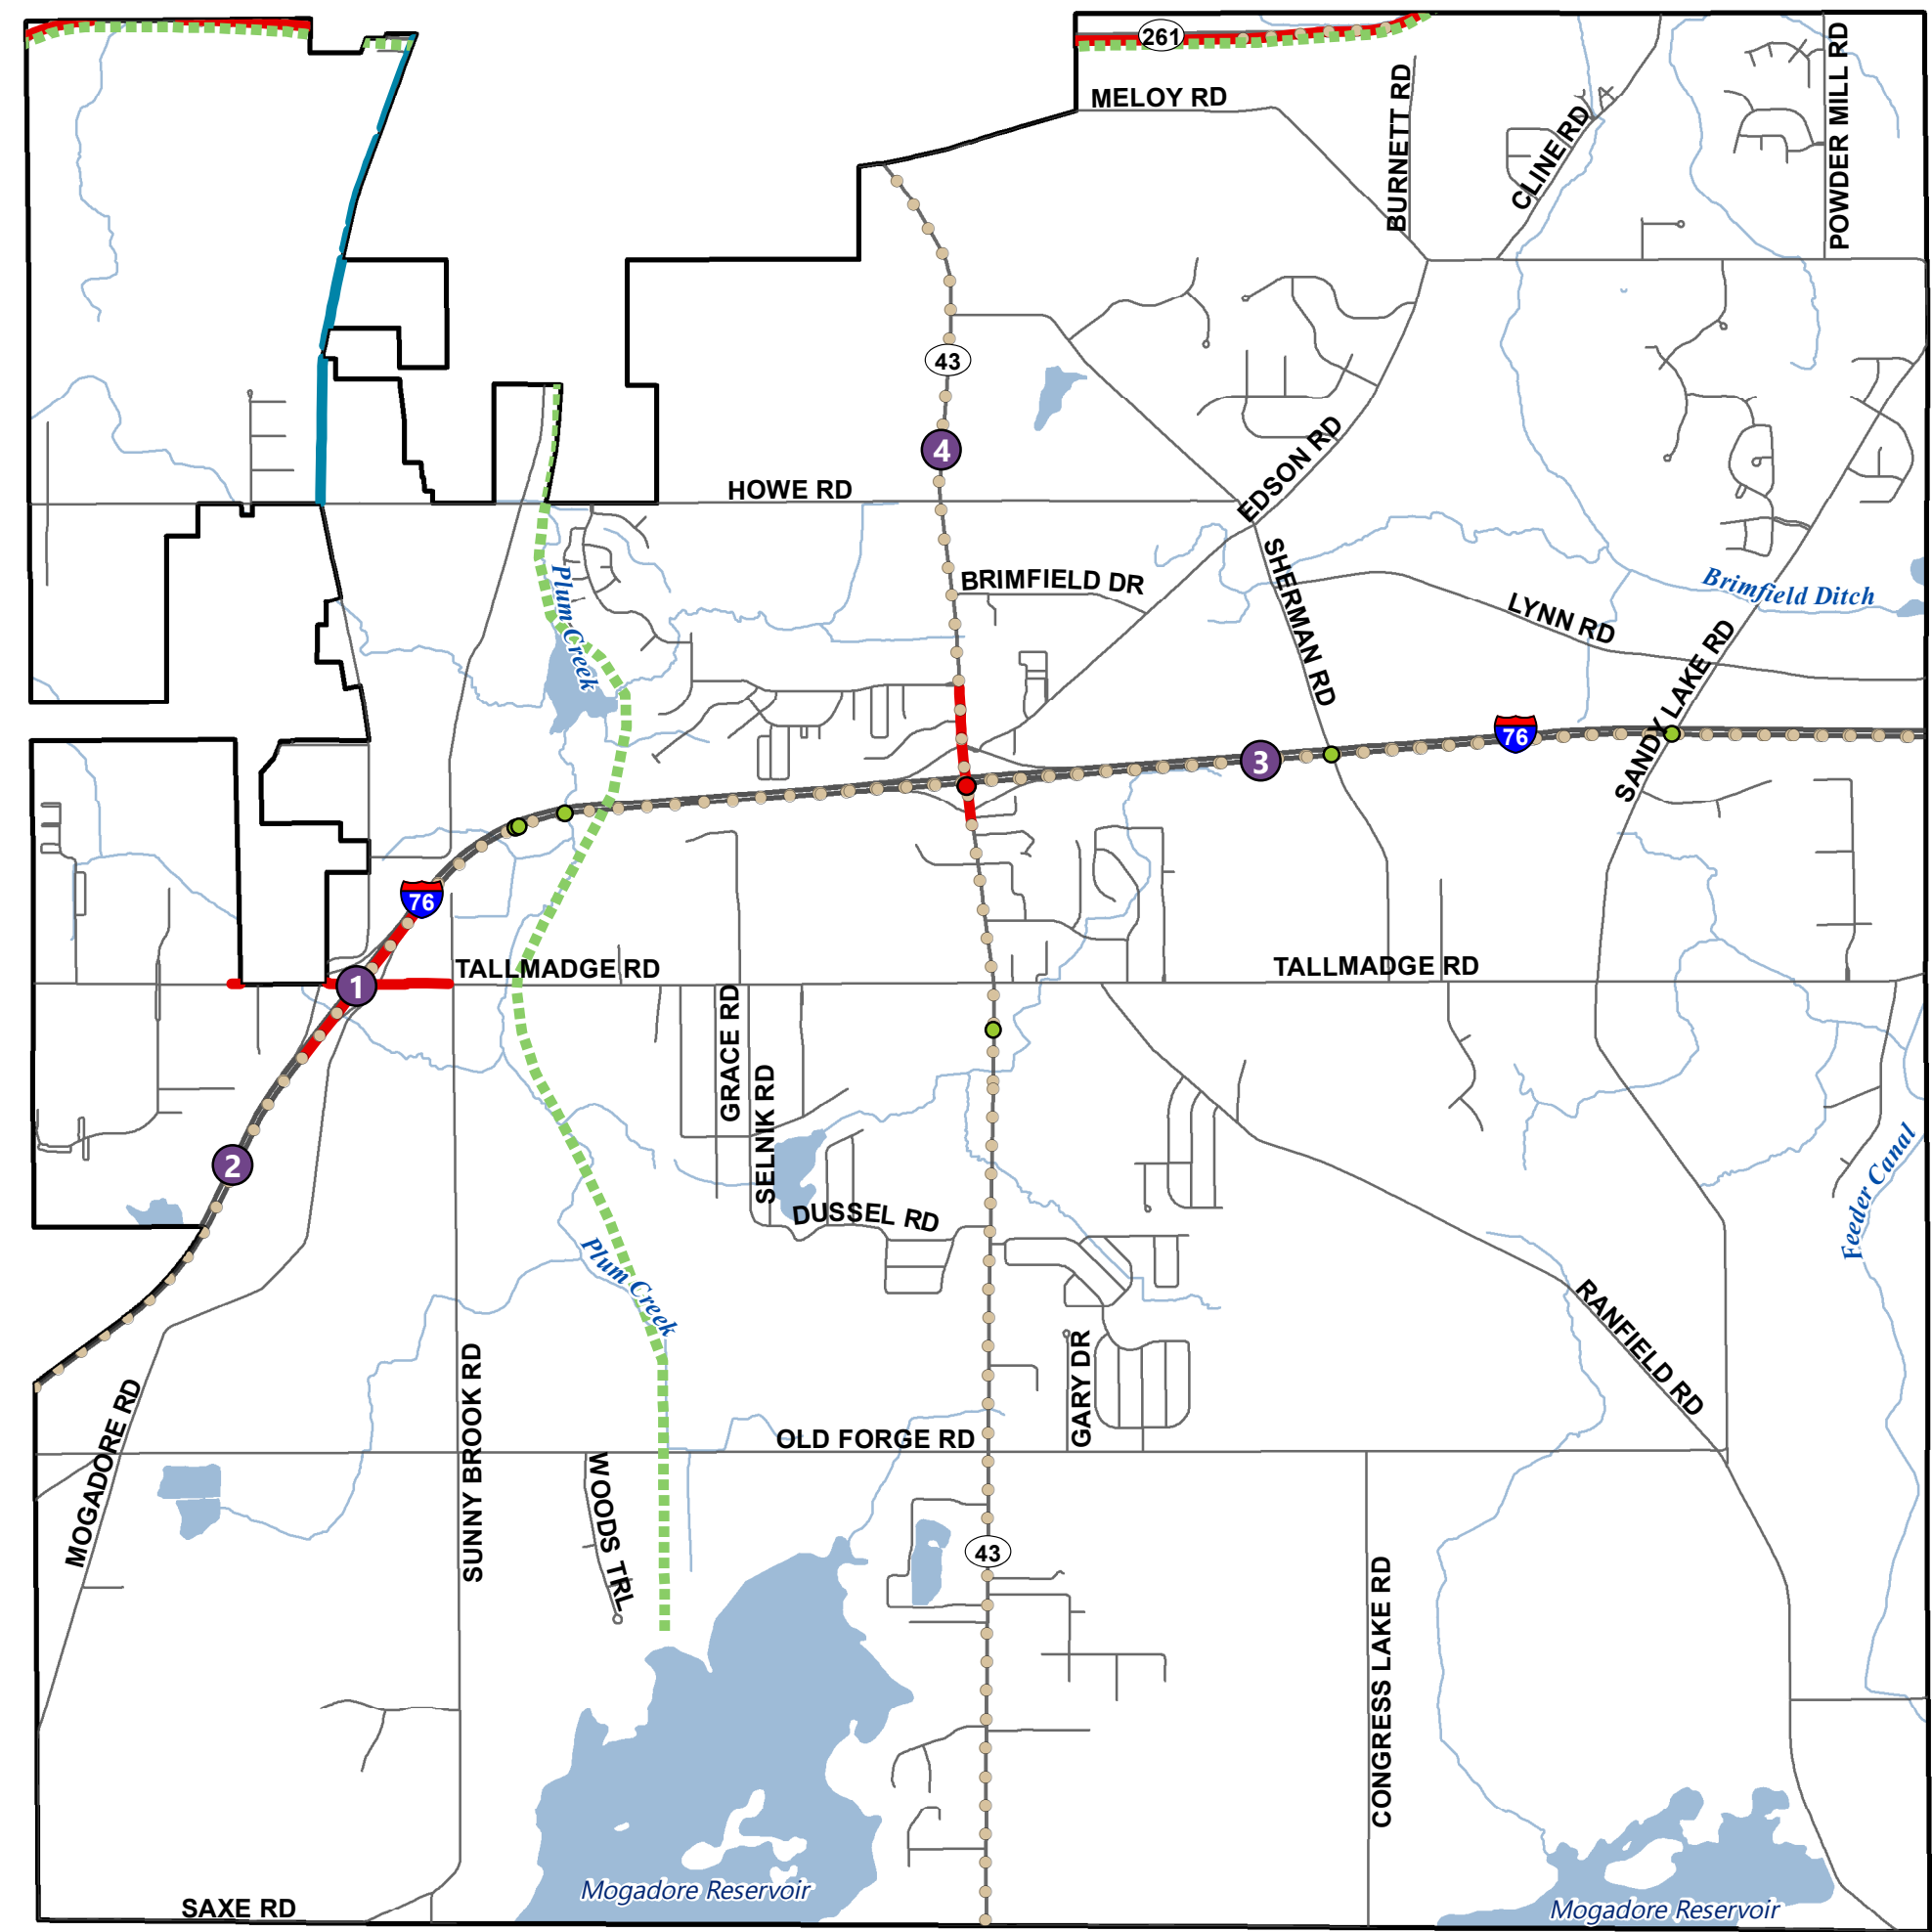 261
MELOY RD
BURNETT RD
CLINE RD
POWDER MILL RD
43
4
HOWE RD
EDSON RD
BRIMFIELD DR
Plum Creek
SHERMAN RD
LYNN RD
Brimfield Ditch
SANDY LAKE RD
76
3
76
1
TALLMADGE RD
TALLMADGE RD
GRACE RD
SELNIK RD
2
DUSSEL RD
Feeder Canal
Plum Creek
RANFIELD RD
MOGADORE RD
SUNNY BROOK RD
GARY DR
OLD FORGE RD
WOODS TRL
43
CONGRESS LAKE RD
Mogadore Reservoir
SAXE RD
Mogadore Reservoir